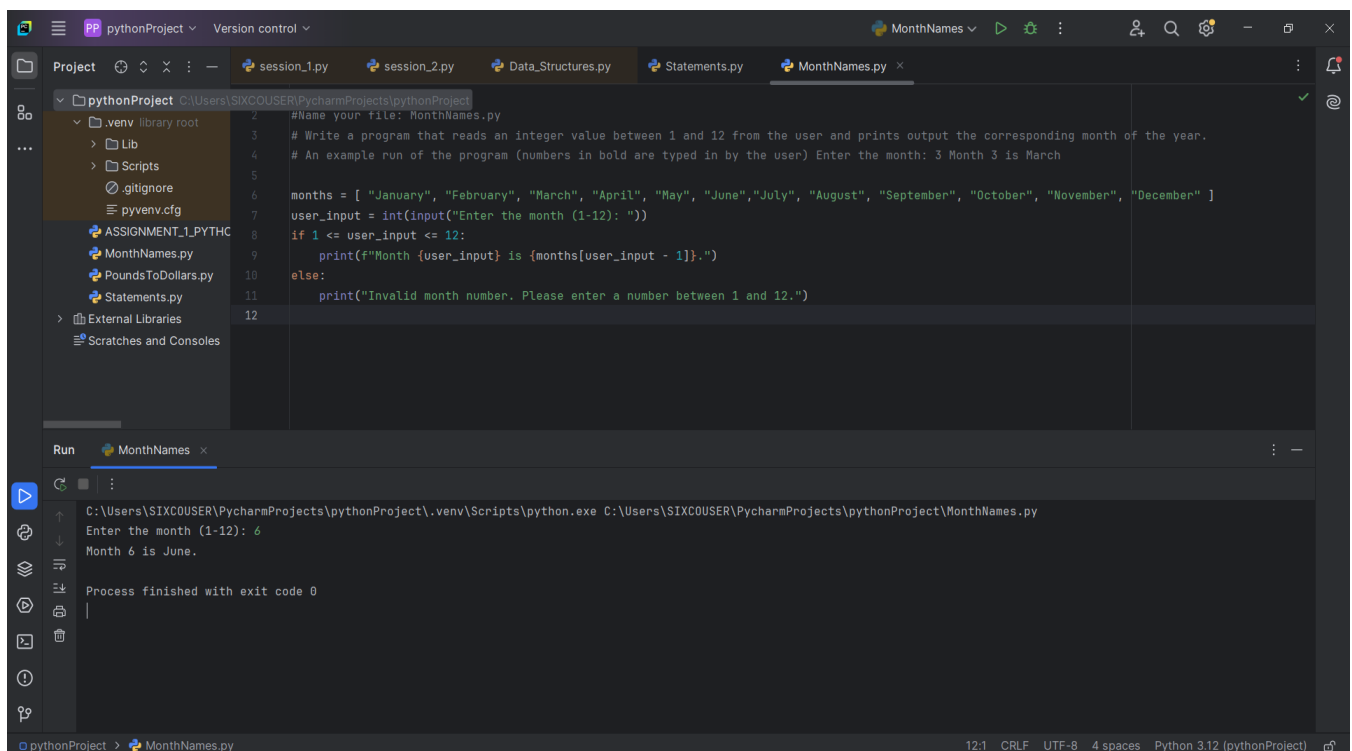 PP pythonProject Version control MonthNames
Project session_1.py session_2.py Data_Structures.py Statements.py MonthNames.py
pythonProject C:\Users\SIXCOUSER\PycharmProjects\pythonProject
.venv library root
Lib
Scripts
.gitignore
pyvenv.cfg
ASSIGNMENT_1_PYTHO
MonthNames.py
PoundsToDollars.py
Statements.py
External Libraries
Scratches and Consoles
2 #Name your file: MonthNames.py
3 # Write a program that reads an integer value between 1 and 12 from the user and prints output the corresponding month of the year.
4 # An example run of the program (numbers in bold are typed in by the user) Enter the month: 3 Month 3 is March
5
6 months = [ "January", "February", "March", "April", "May", "June","July", "August", "September", "October", "November", "December" ]
7 user_input = int(input("Enter the month (1-12): "))
8 if 1 <= user_input <= 12:
9 print(f"Month {user_input} is {months[user_input - 1]}.")
10 else:
11 print("Invalid month number. Please enter a number between 1 and 12.")
12
Run MonthNames
C:\Users\SIXCOUSER\PycharmProjects\pythonProject\.venv\Scripts\python.exe C:\Users\SIXCOUSER\PycharmProjects\pythonProject\MonthNames.py
Enter the month (1-12): 6
Month 6 is June.
Process finished with exit code 0
pythonProject > MonthNames.py 12:1 CRLF UTF-8 4 spaces Python 3.12 (pythonProject)